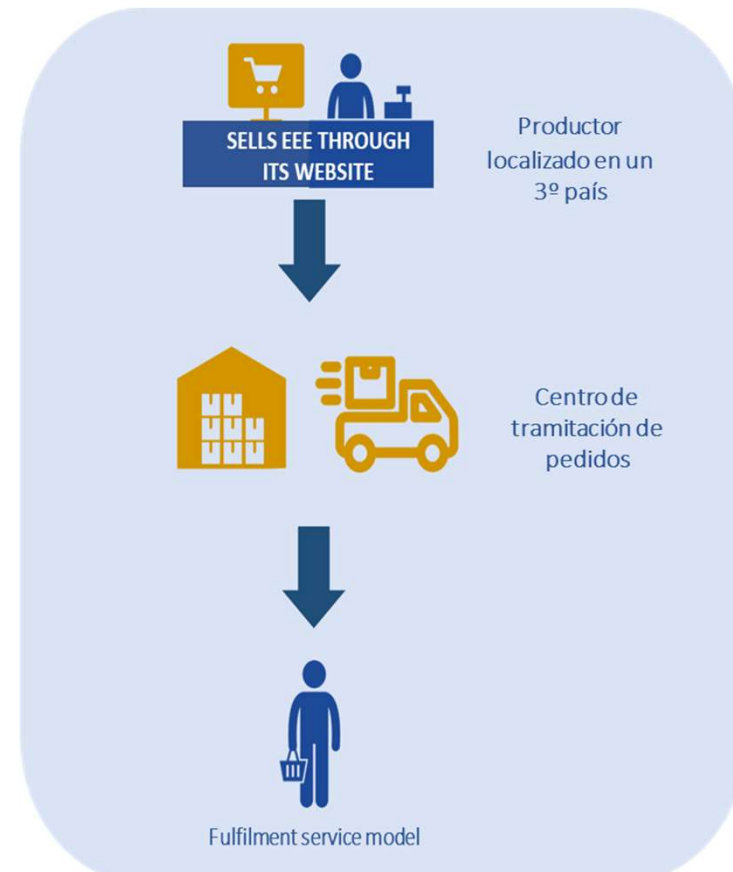 SELLS EEE THROUGH
ITS WEBSITE
Productor
localizado en un
3º país
Centro de
tramitación de
pedidos
Fulfilment service model